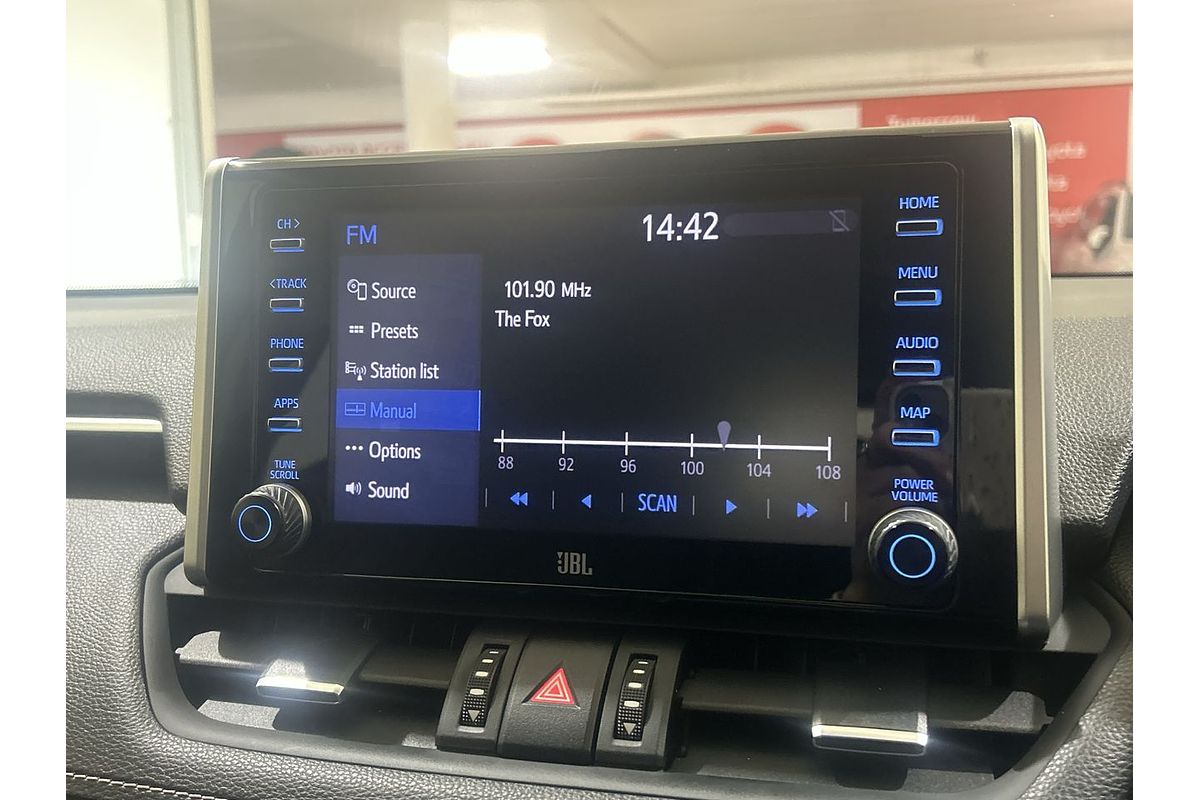 Tomorrow
CH >
<TRACK
PHONE
APPS
TUNE
SCROLL
FM
14:42
Source
Presets
Station list
Manual
Options
Sound
101.90 MHz
The Fox
88 92 96 100 104 108
SCAN
HOME
MENU
AUDIO
MAP
POWER
VOLUME
JBL